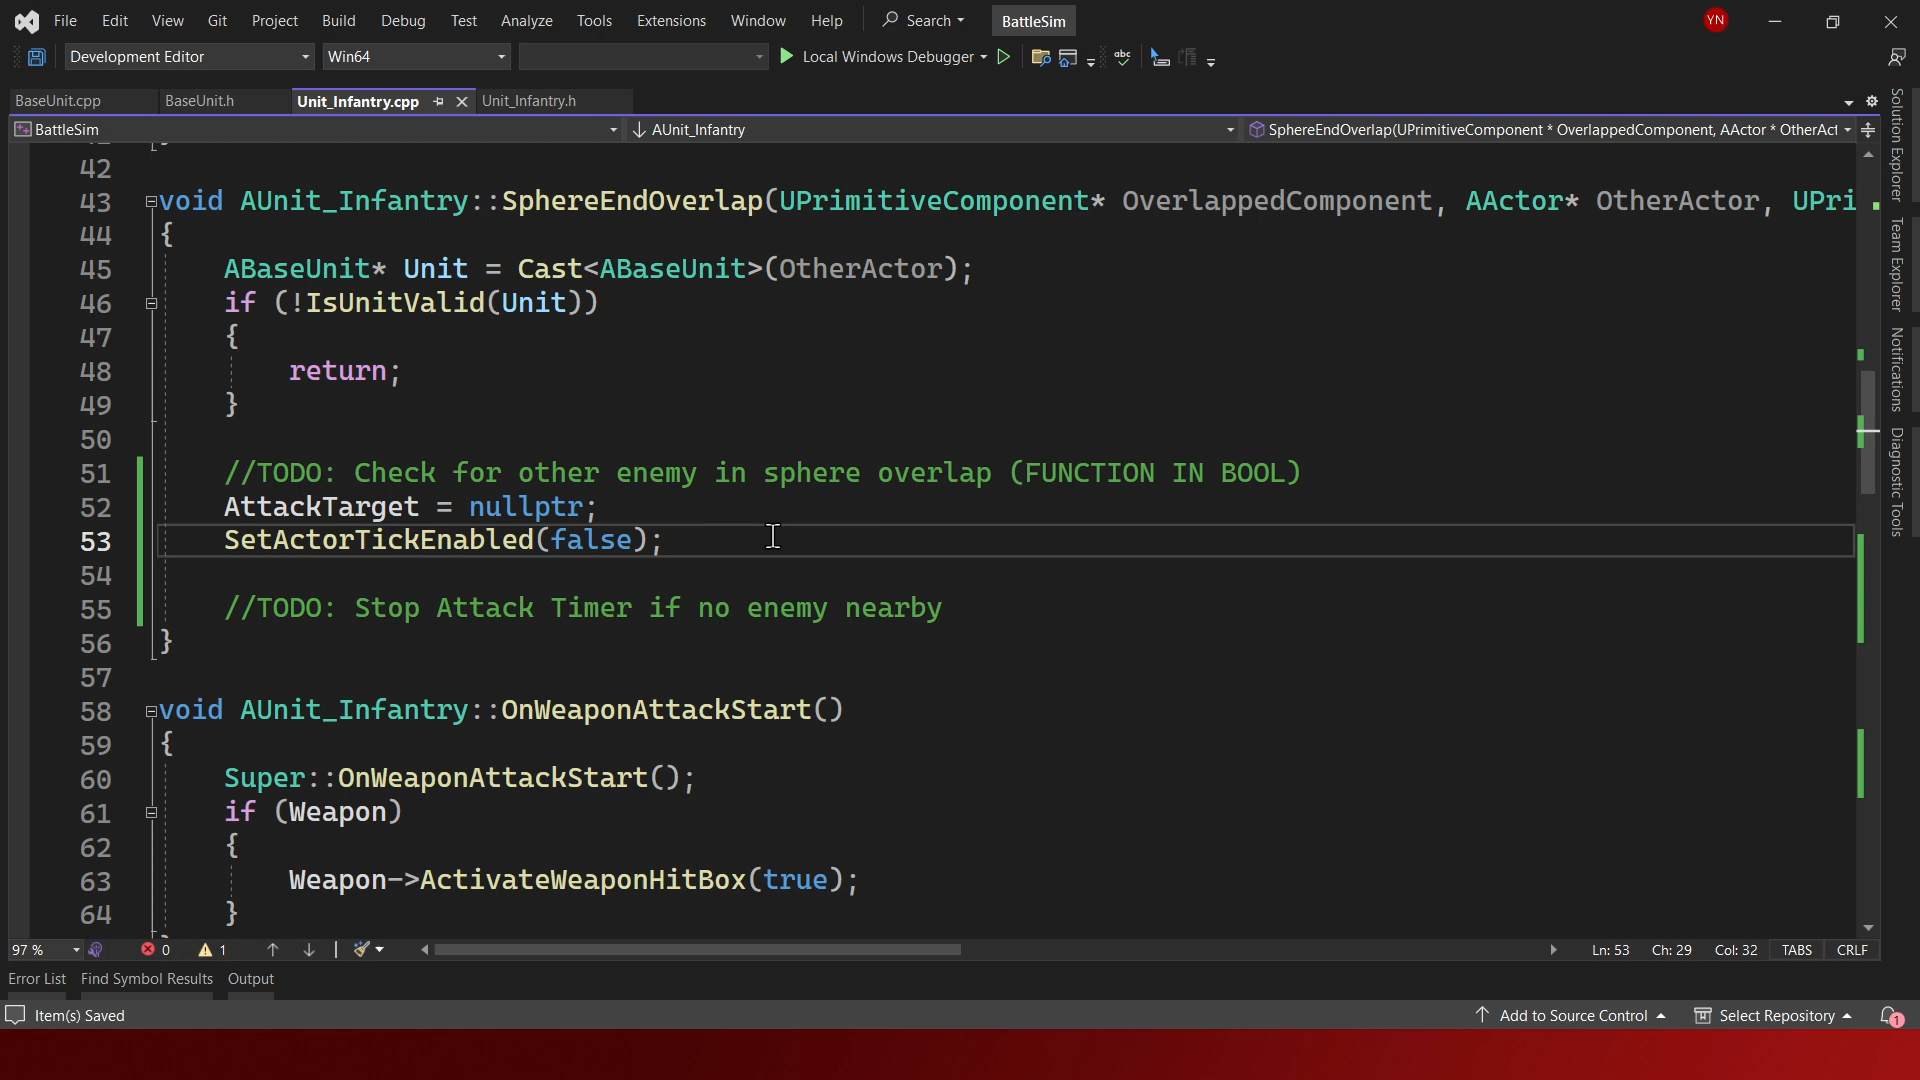 File Edit View Git Project Build Debug Test Analyze Tools Extensions Window Help Search BattleSim YN
Development Editor Win64 Local Windows Debugger abc
BaseUnit.cpp BaseUnit.h Unit_Infantry.cpp Unit_Infantry.h
BattleSim AUnit_Infantry SphereEndOverlap(UPrimitiveComponent * OverlappedComponent, AActor * OtherAct
42
43 void AUnit_Infantry::SphereEndOverlap(UPrimitiveComponent* OverlappedComponent, AActor* OtherActor, UPri
44 {
45 ABaseUnit* Unit = Cast<ABaseUnit>(OtherActor);
46 if (!IsUnitValid(Unit))
47 {
48 return;
49 }
50
51 //TODO: Check for other enemy in sphere overlap (FUNCTION IN BOOL)
52 AttackTarget = nullptr;
53 SetActorTickEnabled(false);
54
55 //TODO: Stop Attack Timer if no enemy nearby
56 }
57
58 void AUnit_Infantry::OnWeaponAttackStart()
59 {
60 Super::OnWeaponAttackStart();
61 if (Weapon)
62 {
63 Weapon->ActivateWeaponHitBox(true);
64 }
Solution Explorer
Team Explorer
Notifications
Diagnostic Tools
97 % 0 1 Ln: 53 Ch: 29 Col: 32 TABS CRLF
Error List Find Symbol Results Output
Item(s) Saved Add to Source Control Select Repository 1